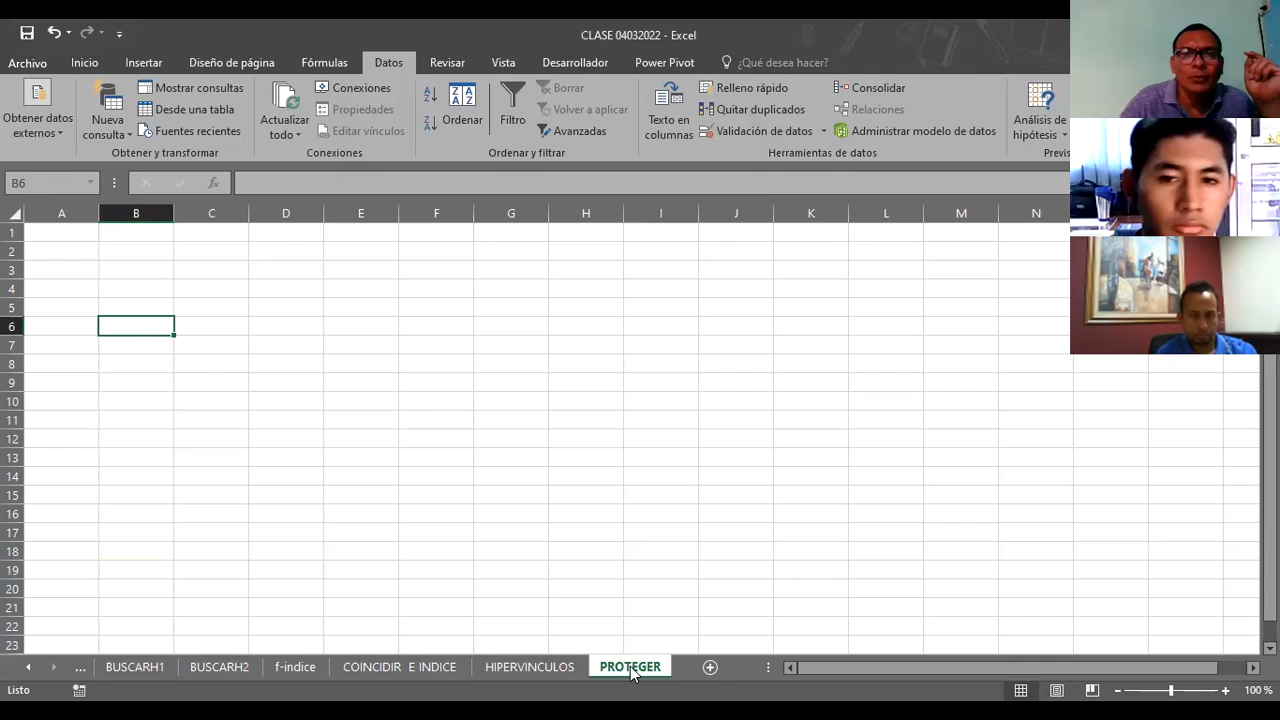 CLASE 04032022 - Excel
Archivo Inicio Insertar Diseño de página Fórmulas Datos Revisar Vista Desarrollador Power Pivot ¿Qué desea hacer?
Obtener datos externos
Nueva consulta
Mostrar consultas
Desde una tabla
Fuentes recientes
Obtener y transformar
Actualizar todo
Conexiones
Propiedades
Editar vínculos
Conexiones
Ordenar
Filtro
Borrar
Volver a aplicar
Avanzadas
Ordenar y filtrar
Texto en columnas
Relleno rápido
Quitar duplicados
Validación de datos
Consolidar
Relaciones
Administrar modelo de datos
Herramientas de datos
Análisis de hipótesis
Previs
B6 fx
A B C D E F G H I J K L M N
1
2
3
4
5
6
7
8
9
10
11
12
13
14
15
16
17
18
19
20
21
22
23
... BUSCARH1 BUSCARH2 f-indice COINCIDIR E INDICE HIPERVINCULOS PROTEGER
Listo 100 %